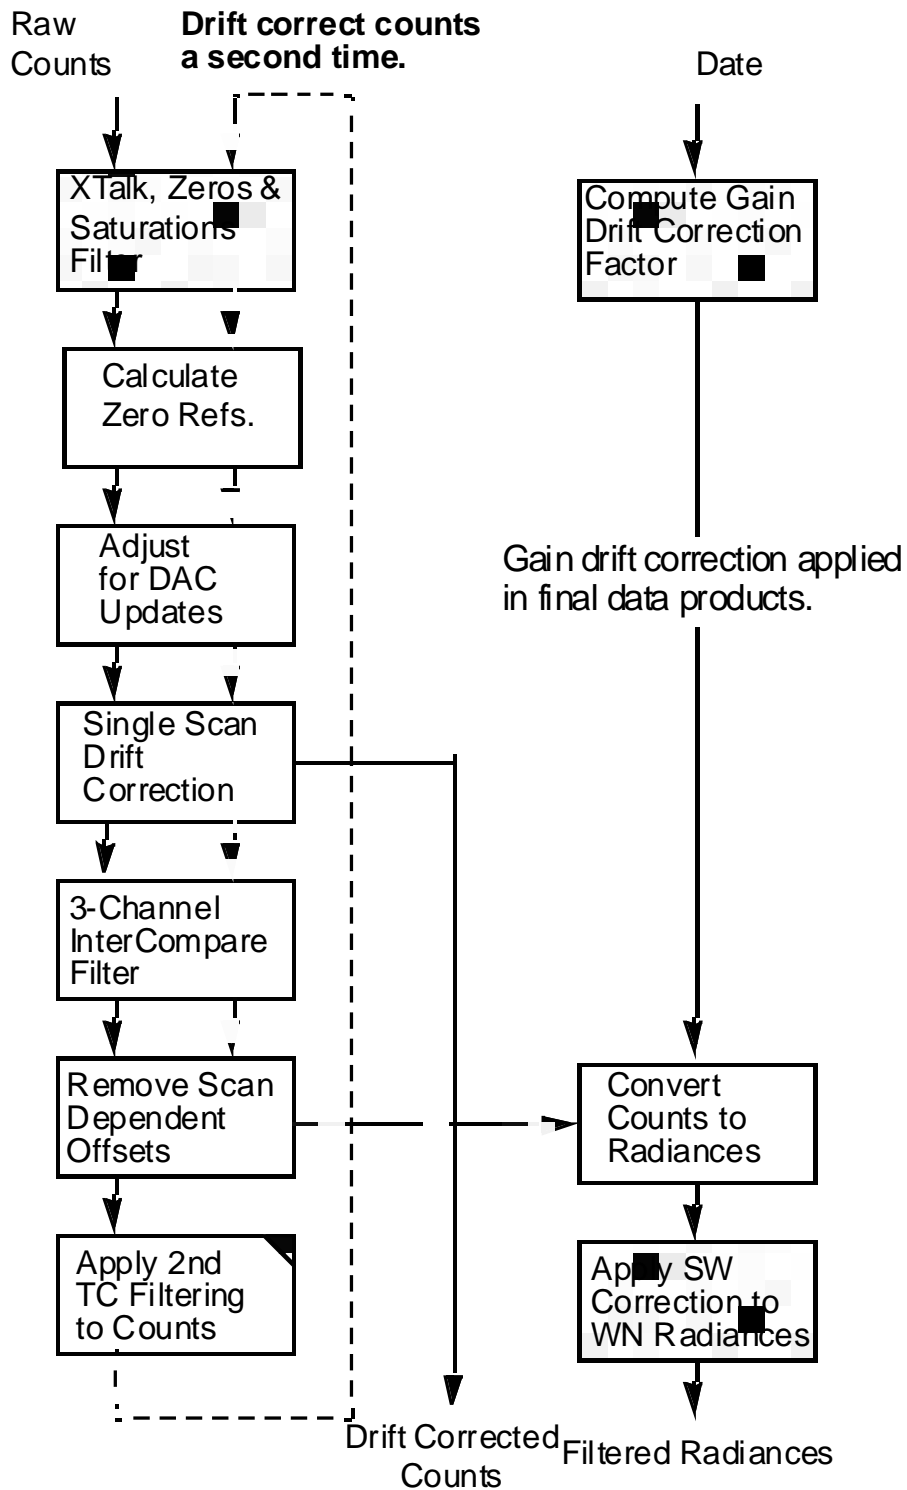 Raw
Counts
Drift correct counts
a second time.
Date
XTalk, Zeros &
Saturations
Filter
Compute Gain
Drift Correction
Factor
Calculate
Zero Refs.
Adjust
for DAC
Updates
Gain drift correction applied
in final data products.
Single Scan
Drift
Correction
3-Channel
InterCompare
Filter
Remove Scan
Dependent
Offsets
Convert
Counts to
Radiances
Apply 2nd
TC Filtering
to Counts
Apply SW
Correction to
WN Radiances
Drift Corrected
Counts
Filtered Radiances